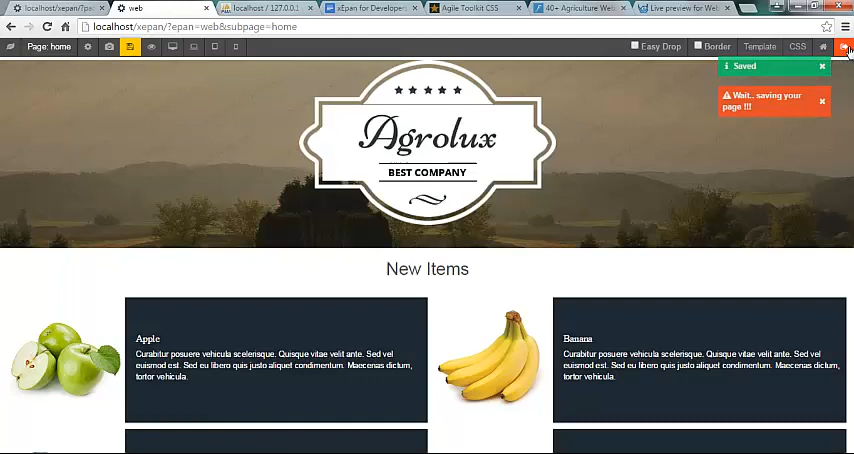 localhost/xepan/?pa
web
localhost / 127.0.0.1
xEpan for Developers
Agile Toolkit CSS
40+ Agriculture Web
Live preview for Web
localhost/xepan/?epan=web&subpage=home
Page: home
Easy Drop
Border
Template
CSS
Saved
Wait.. saving your
page !!!
Agrolux
BEST COMPANY
New Items
Apple
Curabitur posuere vehicula scelerisque. Quisque vitae velit ante. Sed vel
euismod est. Sed eu libero quis justo aliquet condimentum. Maecenas dictum,
tortor vehicula.
Banana
Curabitur posuere vehicula scelerisque. Quisque vitae velit ante. Sed vel
euismod est. Sed eu libero quis justo aliquet condimentum. Maecenas dictum,
tortor vehicula.